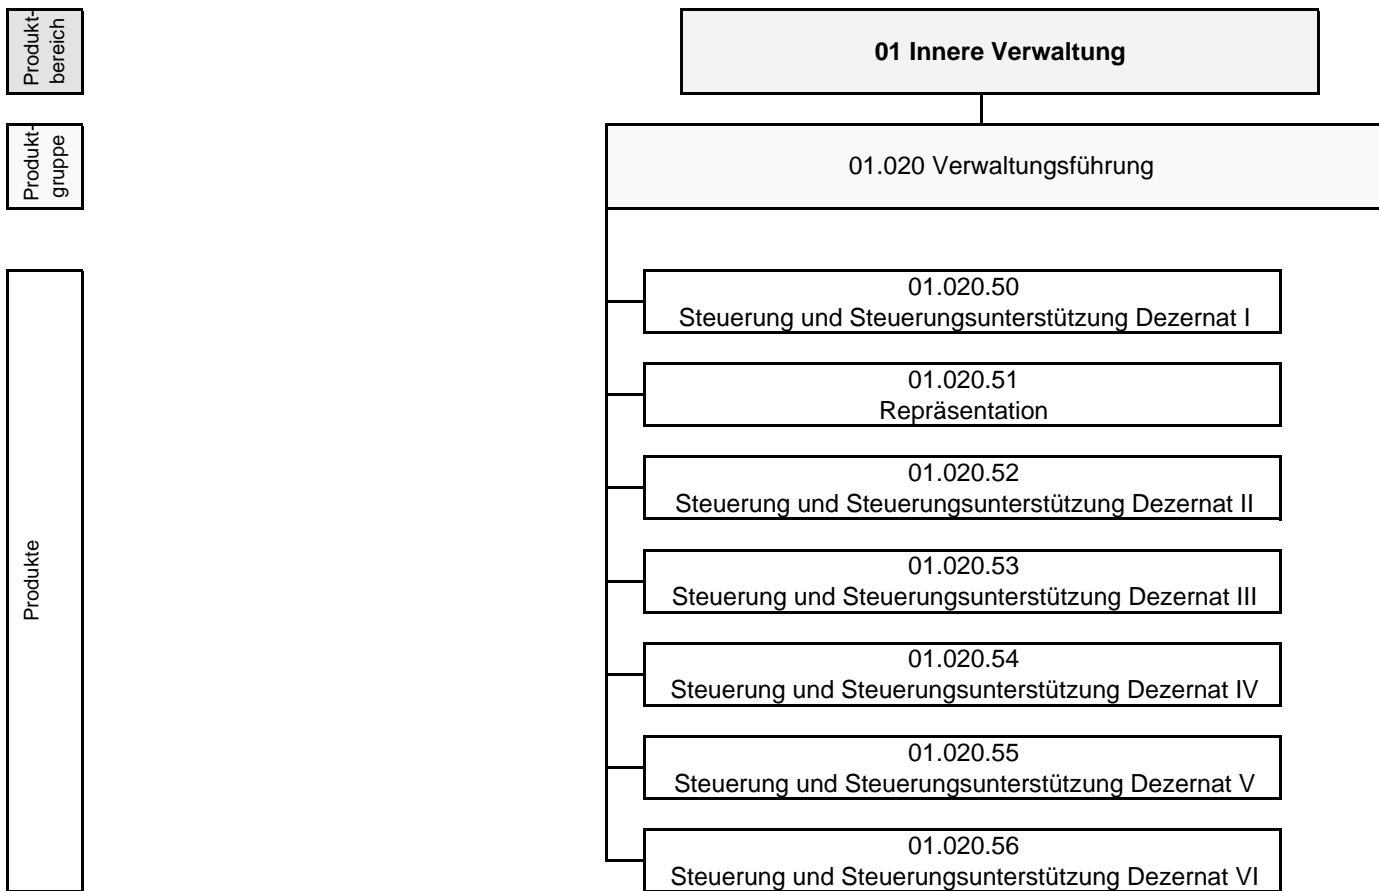 Produkt-
bereich
01 Innere Verwaltung
Produkt-
gruppe
01.020 Verwaltungsführung
Produkte
01.020.50
Steuerung und Steuerungsunterstützung Dezernat I
01.020.51
Repräsentation
01.020.52
Steuerung und Steuerungsunterstützung Dezernat II
01.020.53
Steuerung und Steuerungsunterstützung Dezernat III
01.020.54
Steuerung und Steuerungsunterstützung Dezernat IV
01.020.55
Steuerung und Steuerungsunterstützung Dezernat V
01.020.56
Steuerung und Steuerungsunterstützung Dezernat VI